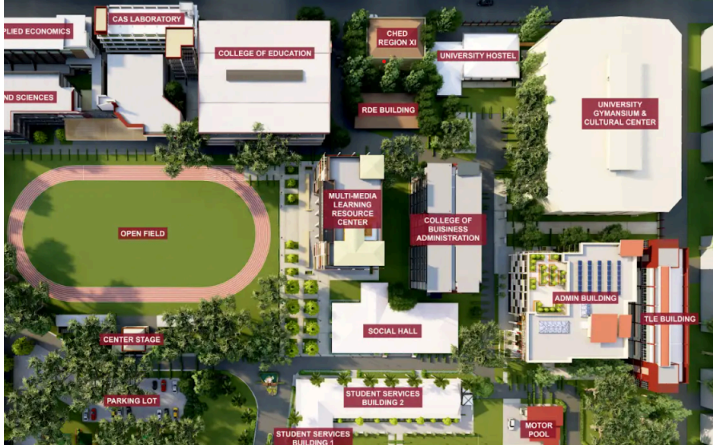 PLIED ECONOMICS
CAS LABORATORY
COLLEGE OF EDUCATION
CHED
REGION XI
UNIVERSITY HOSTEL
ND SCIENCES
RDE BUILDING
UNIVERSITY
GYMANSIUM &
CULTURAL CENTER
OPEN FIELD
MULTI-MEDIA
LEARNING
RESOURCE
CENTER
COLLEGE OF
BUISINESS
ADMINISTRATION
ADMIN BUILDING
TLE BUILDING
CENTER STAGE
SOCIAL HALL
PARKING LOT
STUDENT SERVICES
BUILDING 2
STUDENT SERVICES
BUILDING 1
MOTOR
POOL